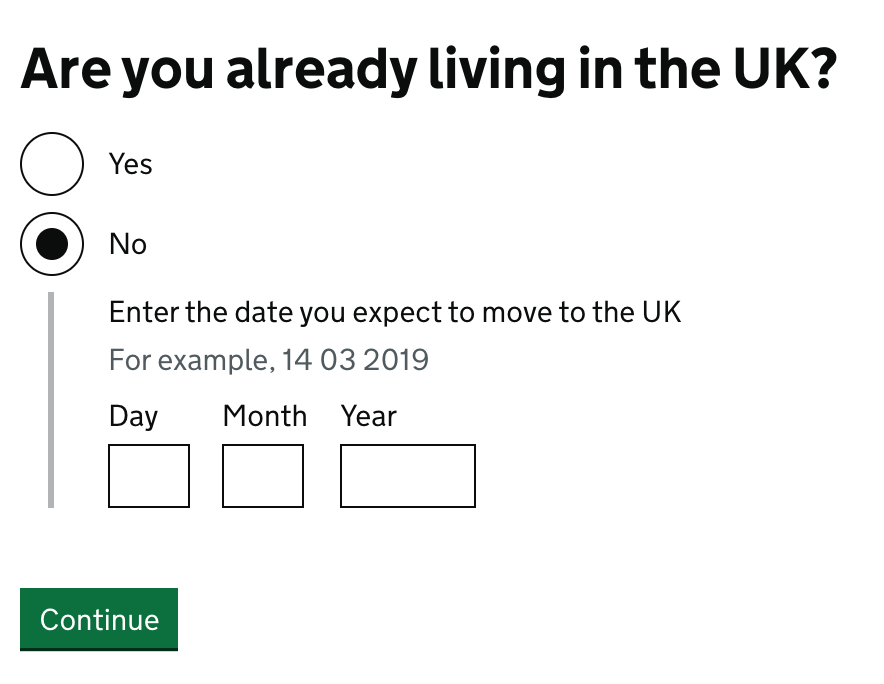 Are you already living in the UK?
Yes
No
Enter the date you expect to move to the UK
For example, 14 03 2019
Day Month Year
Continue